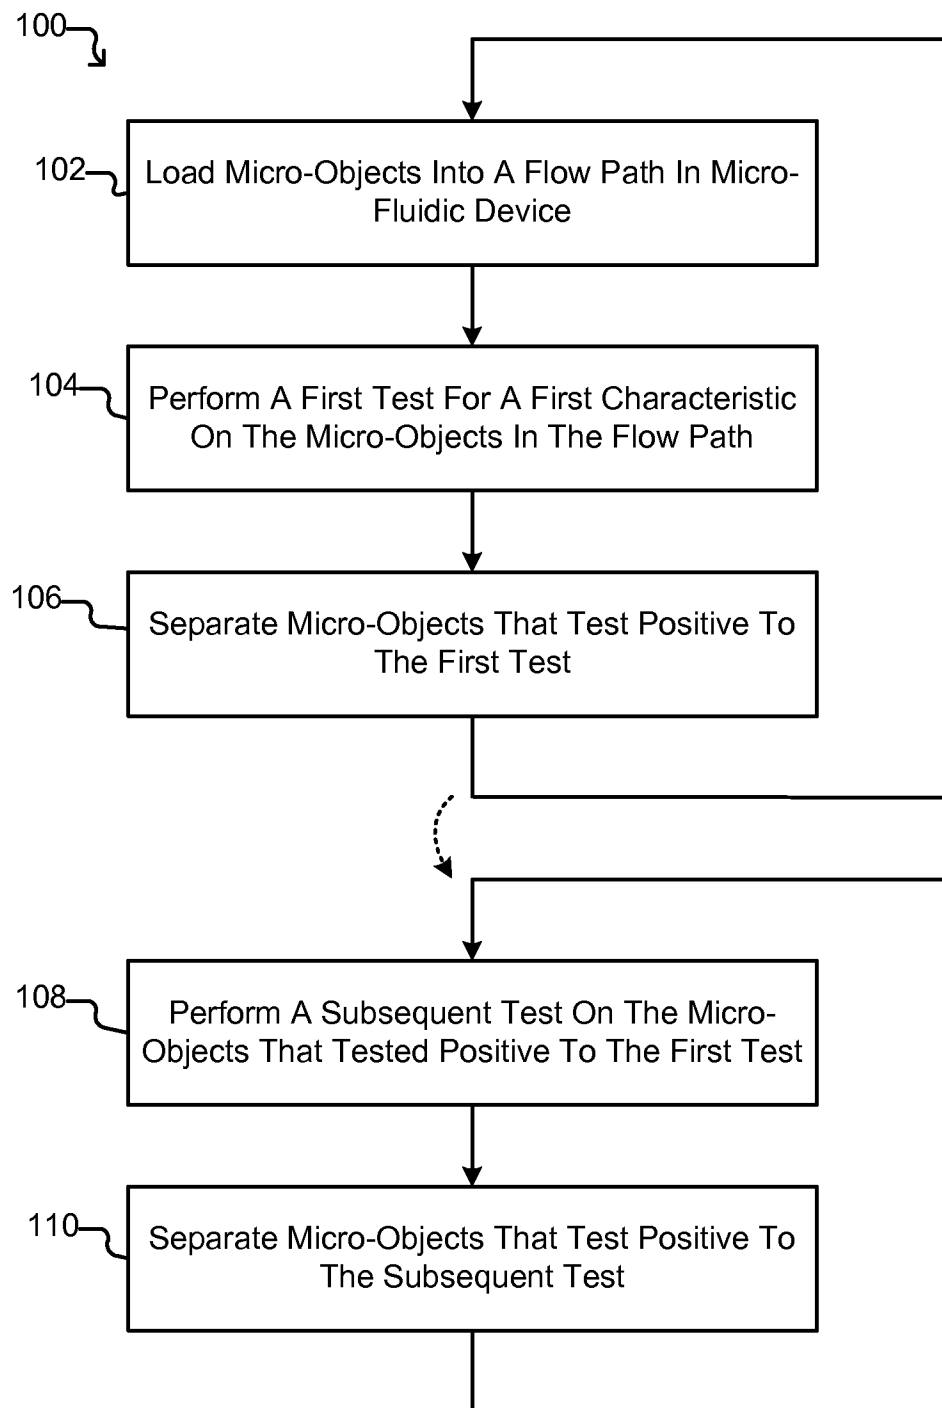 100
102
Load Micro-Objects Into A Flow Path In Micro-
Fluidic Device
104
Perform A First Test For A First Characteristic
On The Micro-Objects In The Flow Path
106
Separate Micro-Objects That Test Positive To
The First Test
108
Perform A Subsequent Test On The Micro-
Objects That Tested Positive To The First Test
110
Separate Micro-Objects That Test Positive To
The Subsequent Test